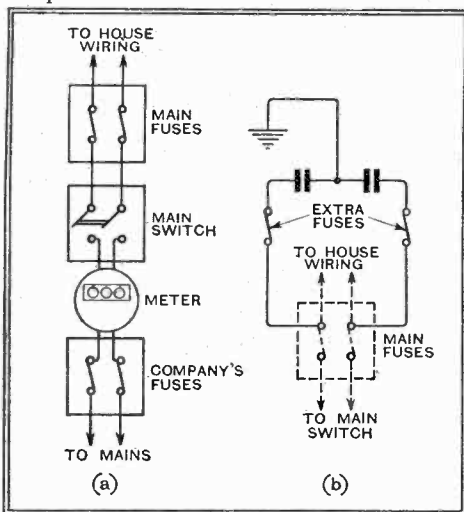 TO HOUSE
WIRING
MAIN
FUSES
MAIN
SWITCH
METER
COMPANY'S
FUSES
TO MAINS
(a)
EXTRA
FUSES
TO HOUSE
WIRING
MAIN
FUSES
TO MAIN
SWITCH
(b)